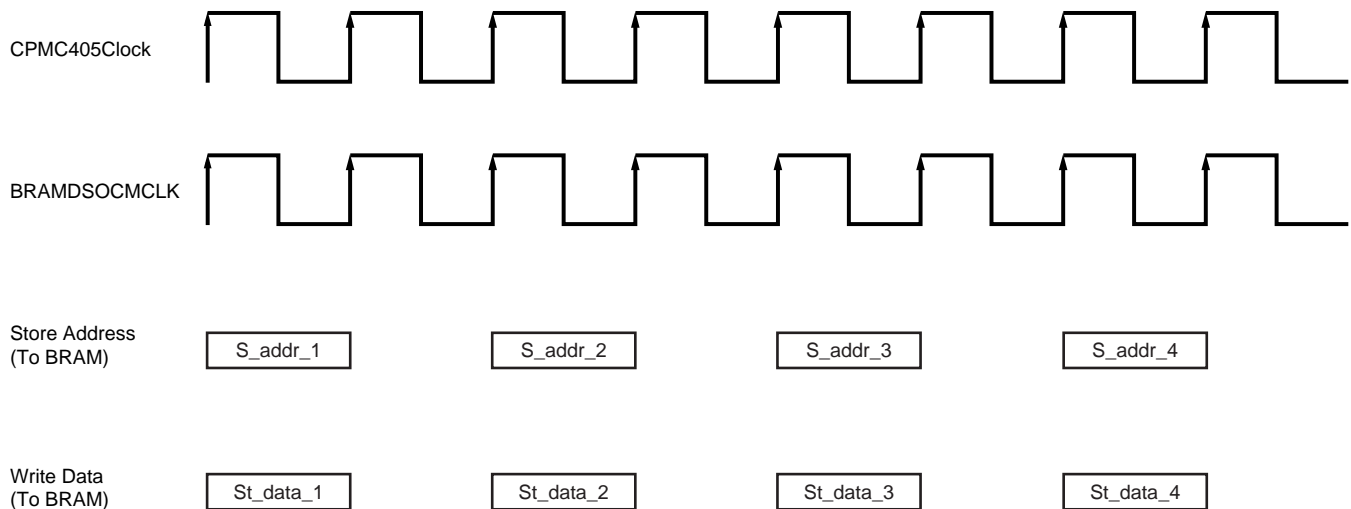 CPMC405Clock
BRAMDSOCMCLK
Store Address
(To BRAM)
S_addr_1
S_addr_2
S_addr_3
S_addr_4
Write Data
(To BRAM)
St_data_1
St_data_2
St_data_3
St_data_4